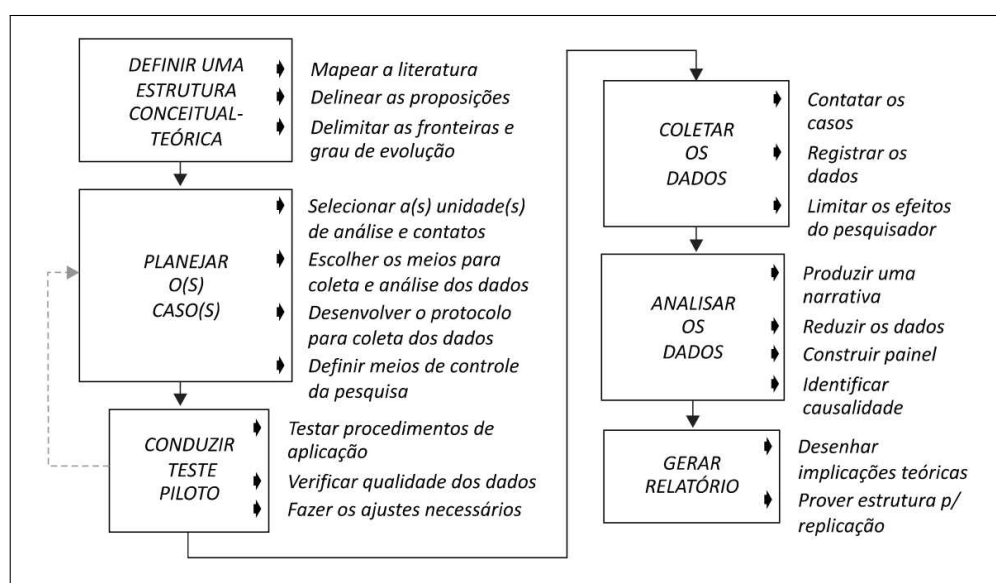 DEFINIR UMA
ESTRUTURA
CONCEITUAL-
TEÓRICA
Mapear a literatura
Delinear as proposições
Delimitar as fronteiras e
grau de evolução
PLANEJAR
O(S)
CASO(S)
Selecionar a(s) unidade(s)
de análise e contatos
Escolher os meios para
coleta e análise dos dados
Desenvolver o protocolo
para coleta dos dados
Definir meios de controle
da pesquisa
CONDUZIR
TESTE
PILOTO
Testar procedimentos de
aplicação
Verificar qualidade dos dados
Fazer os ajustes necessários
COLETAR
OS
DADOS
Contatar os
casos
Registrar os
dados
Limitar os efeitos
do pesquisador
ANALISAR
OS
DADOS
Produzir uma
narrativa
Reduzir os dados
Construir painel
Identificar
causalidade
GERAR
RELATÓRIO
Desenhar
implicações teóricas
Prover estrutura p/
replicação